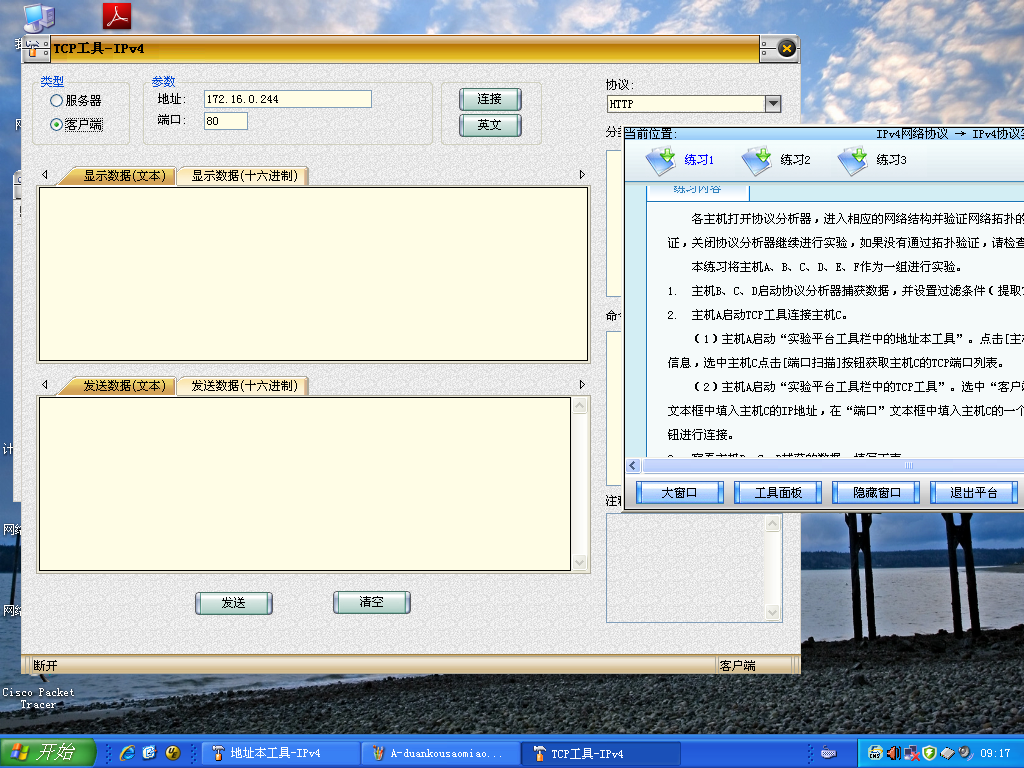 TCP工具-IPv4
类型
服务器
客户端
参数
地址:
172.16.0.244
端口:
80
连接
英文
协议:
HTTP
显示数据(文本)
显示数据(十六进制)
发送数据(文本)
发送数据(十六进制)
发送
清空
断开
客户端
当前位置:
IPv4网络协议 → IPv4协议
练习1
练习2
练习3
练习内容
各主机打开协议分析器，进入相应的网络结构并验证网络拓扑的
证，关闭协议分析器继续进行实验，如果没有通过拓扑验证，请检查
本练习将主机A、B、C、D、E、F作为一组进行实验。
1. 主机B、C、D启动协议分析器捕获数据，并设置过滤条件（提取
2. 主机A启动TCP工具连接主机C。
（1）主机A启动“实验平台工具栏中的地址本工具”。点击[主机
信息，选中主机C点击[端口扫描]按钮获取主机C的TCP端口列表。
（2）主机A启动“实验平台工具栏中的TCP工具”。选中“客户端
文本框中填入主机C的IP地址，在“端口”文本框中填入主机C的一个
钮进行连接。
大窗口
工具面板
隐藏窗口
退出平台
注释
计
网络
网络
Cisco Packet
Tracer
开始
地址本工具-IPv4
A-duankousaomiao...
TCP工具-IPv4
09:17